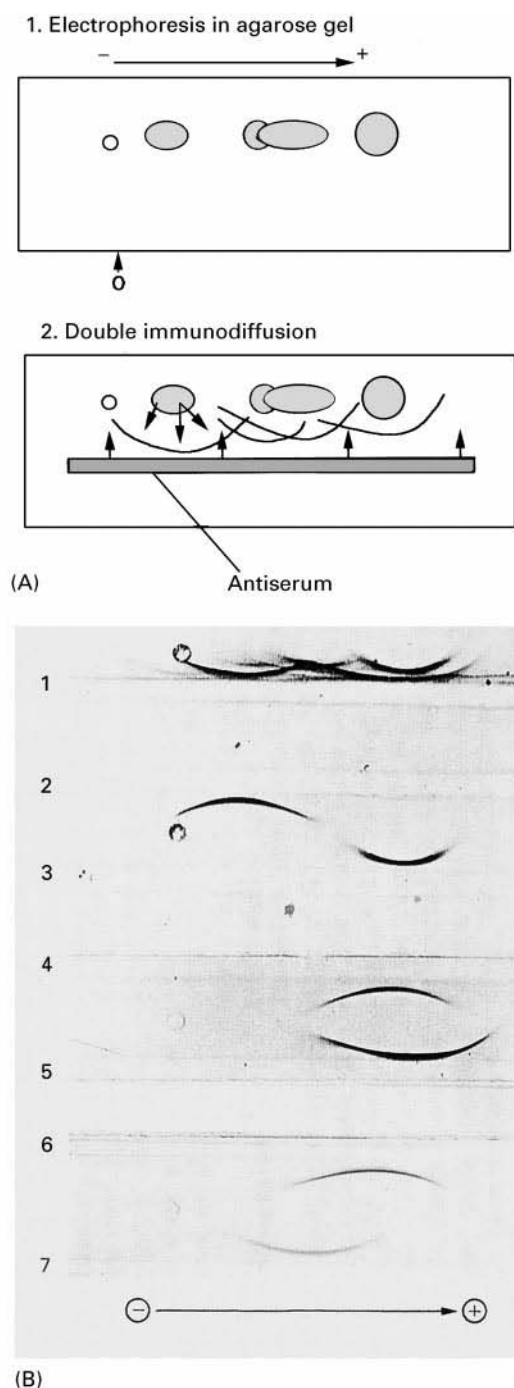 1. Electrophoresis in agarose gel
− +
O
2. Double immunodiffusion
(A) Antiserum
1
2
3
4
5
6
7
− +
(B)